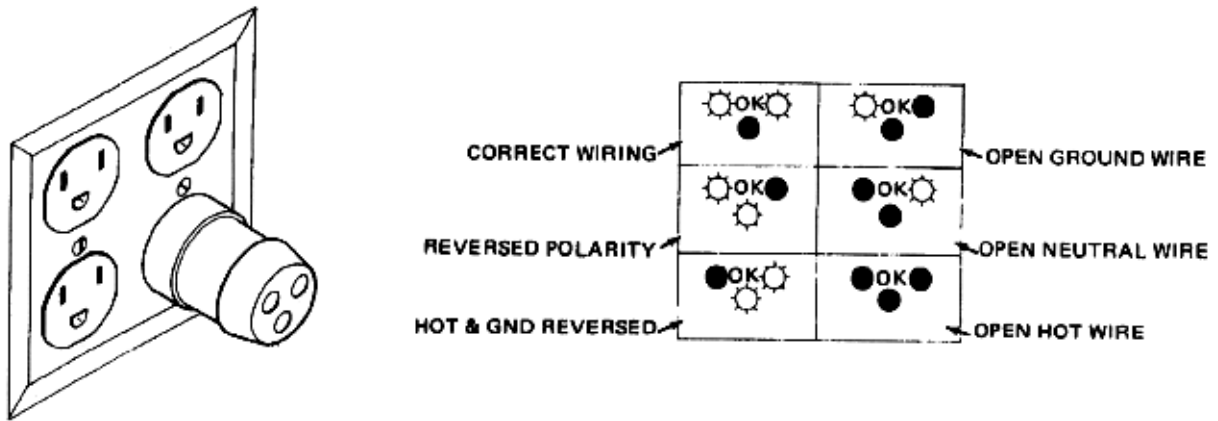 OK OK
CORRECT WIRING OPEN GROUND WIRE
OK OK
REVERSED POLARITY OPEN NEUTRAL WIRE
OK OK
HOT & GND REVERSED OPEN HOT WIRE